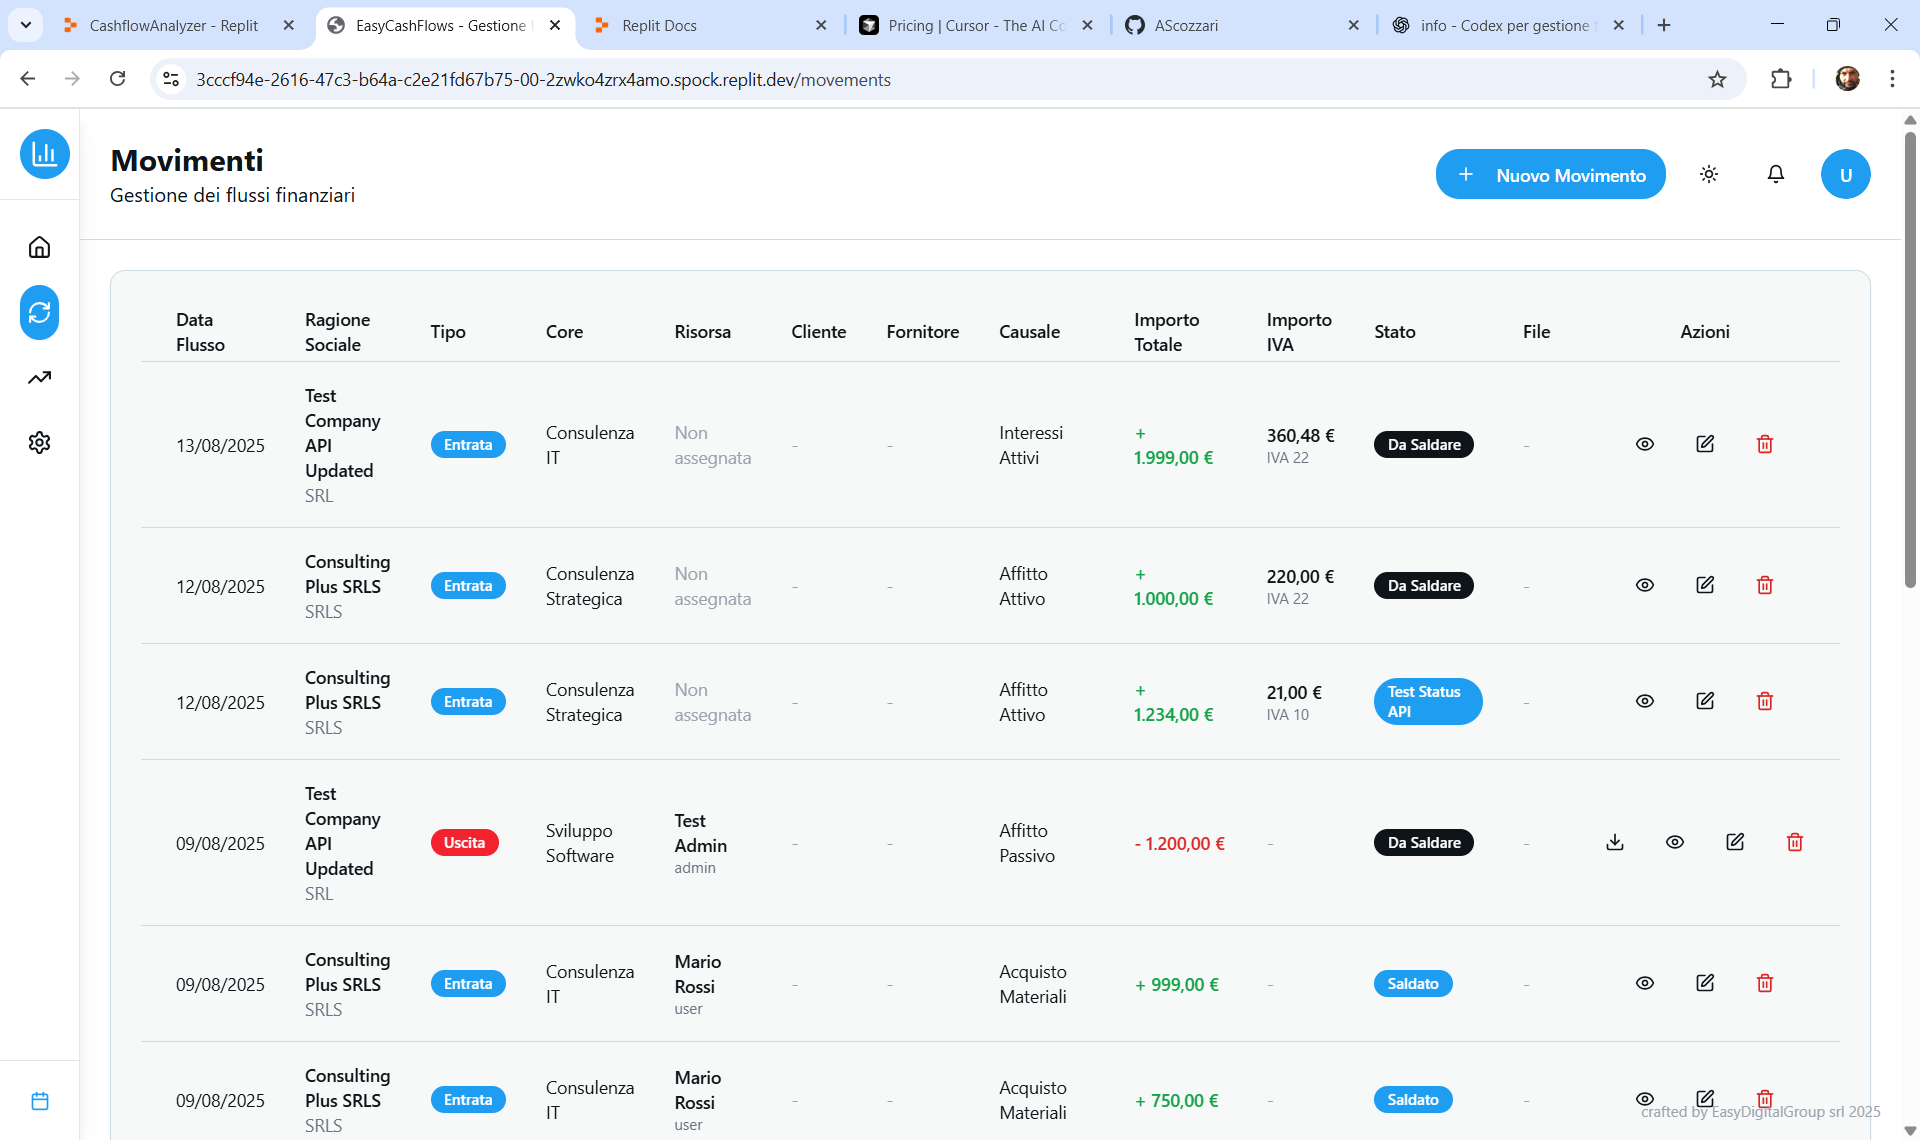 CashflowAnalyzer - Replit
EasyCashFlows - Gestione
Replit Docs
Pricing | Cursor - The AI Co
AScozzari
info - Codex per gestione
3cccf94e-2616-47c3-b64a-c2e21fd67b75-00-2zwko4zrx4amo.spock.replit.dev/movements
Movimenti
Gestione dei flussi finanziari
Nuovo Movimento
U
Data Flusso
Ragione Sociale
Tipo
Core
Risorsa
Cliente
Fornitore
Causale
Importo Totale
Importo IVA
Stato
File
Azioni
13/08/2025
Test
Company
API
Updated
SRL
Entrata
Consulenza
IT
Non
assegnata
-
-
Interessi
Attivi
+
1.999,00 €
360,48 €
IVA 22
Da Saldare
-
12/08/2025
Consulting
Plus SRLS
SRLS
Entrata
Consulenza
Strategica
Non
assegnata
-
-
Affitto
Attivo
+
1.000,00 €
220,00 €
IVA 22
Da Saldare
-
12/08/2025
Consulting
Plus SRLS
SRLS
Entrata
Consulenza
Strategica
Non
assegnata
-
-
Affitto
Attivo
+
1.234,00 €
21,00 €
IVA 10
Test Status
API
-
09/08/2025
Test
Company
API
Updated
SRL
Uscita
Sviluppo
Software
Test
Admin
admin
-
-
Affitto
Passivo
- 1.200,00 €
-
Da Saldare
-
09/08/2025
Consulting
Plus SRLS
SRLS
Entrata
Consulenza
IT
Mario
Rossi
user
-
-
Acquisto
Materiali
+ 999,00 €
-
Saldato
-
09/08/2025
Consulting
Plus SRLS
SRLS
Entrata
Consulenza
IT
Mario
Rossi
user
-
-
Acquisto
Materiali
+ 750,00 €
-
Saldato
-
crafted by EasyDigitalGroup srl 2025